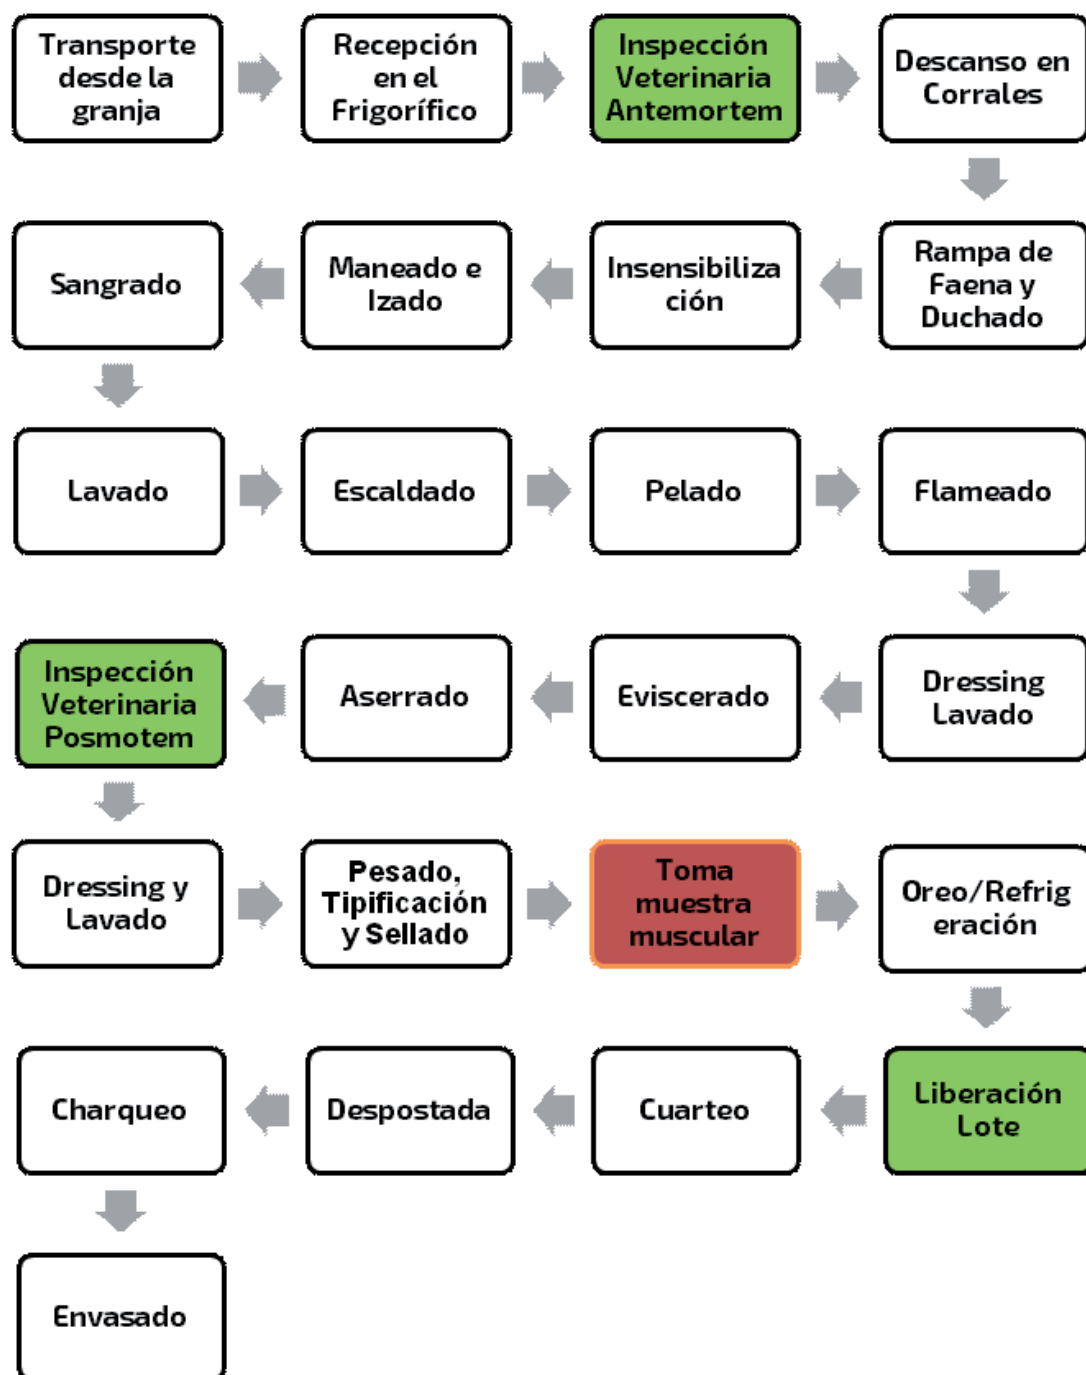 Transporte
desde la
granja
Recepción
en el
Frigorífico
Inspección
Veterinaria
Antemortem
Descanso en
Corrales
Rampa de
Faena y
Duchado
Insensibiliza
ción
Maneado e
Izado
Sangrado
Lavado
Escaldado
Pelado
Flameado
Dressing
Lavado
Eviscerado
Aserrado
Inspección
Veterinaria
Posmotem
Dressing y
Lavado
Pesado,
Tipificación
y Sellado
Toma
muestra
muscular
Oreo/Refrig
eración
Liberación
Lote
Cuarteo
Despostada
Charqueo
Envasado